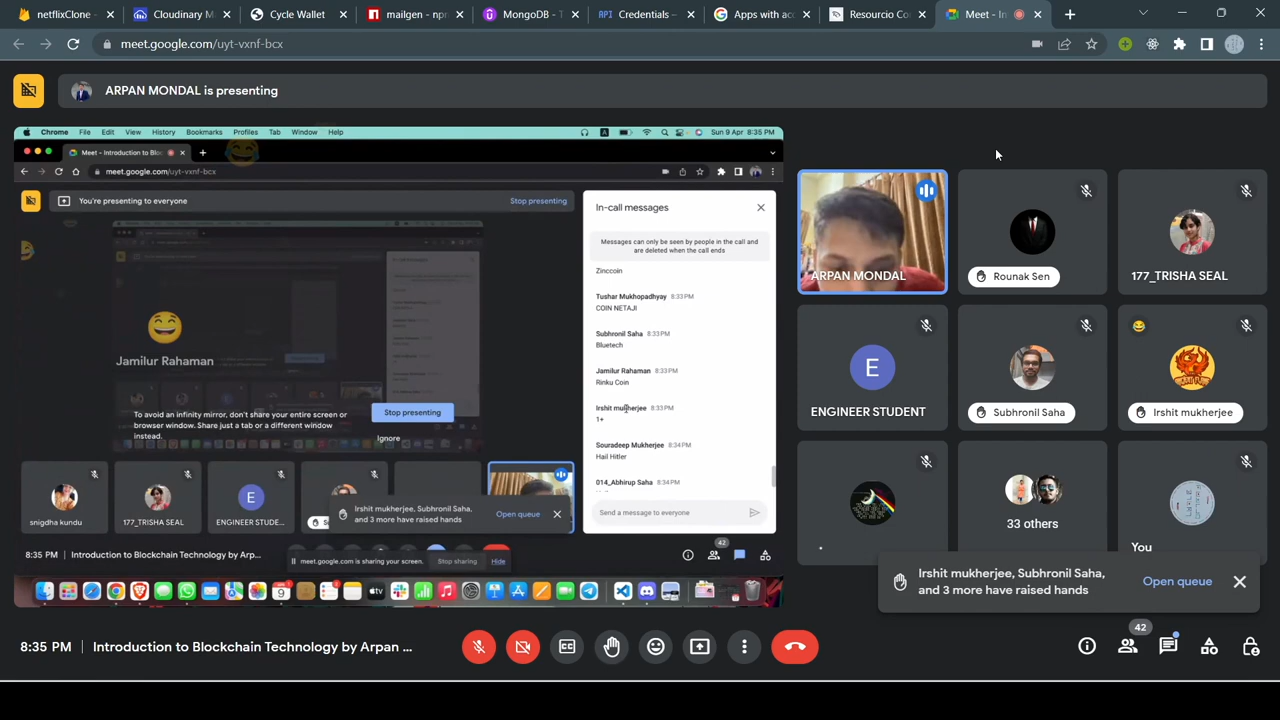 netflixClone
Cloudinary Ma
Cycle Wallet
mailgen - npr
MongoDB - T
API
Credentials –
Apps with acc
Resourcio Co
Meet - In
meet.google.com/uyt-vxnf-bcx
ARPAN MONDAL is presenting
Chrome File Edit View History Bookmarks Profiles Tab Window Help
A
Sun 9 Apr 8:35 PM
Meet – Introduction to Bloc
meet.google.com/uyt-vxnf-bcx
You're presenting to everyone
Stop presenting
Jamilur Rahaman
To avoid an infinity mirror, don't share your entire screen or
browser window. Share just a tab or a different window
instead.
Stop presenting
Ignore
In-call messages
Messages can only be seen by people in the call and
are deleted when the call ends
Zinccoin
Tushar Mukhopadhyay 8:33 PM
COIN NETAJI
Subhronil Saha 8:33 PM
Bluetech
Jamilur Rahaman 8:33 PM
Rinku Coin
Irshit mukherjee 8:33 PM
1+
Souradeep Mukherjee 8:34 PM
Hail Hitler
014_Abhirup Saha 8:34 PM
Send a message to everyone
snigdha kundu
177_TRISHA SEAL
E
ENGINEER STUDE...
Irshit mukherjee, Subhronil Saha,
and 3 more have raised hands
Open queue
8:35 PM
Introduction to Blockchain Technology by Arp...
meet.google.com is sharing your screen.
Stop sharing
Hide
42
ARPAN MONDAL
Rounak Sen
177_TRISHA SEAL
E
ENGINEER STUDENT
Subhronil Saha
Irshit mukherjee
.
33 others
You
Irshit mukherjee, Subhronil Saha,
and 3 more have raised hands
Open queue
8:35 PM
Introduction to Blockchain Technology by Arpan ...
42